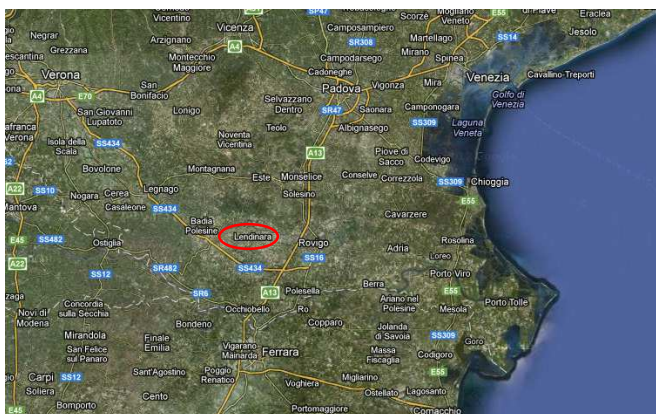 Vicentino
SP47
Scorzè
Mogliano
Veneto
E55
Eraclea
Negrar
Grezzana
Arzignano
Vicenza
A4
Camposampiero
SR308
Martellago
SS14
Jesolo
Montecchio
Maggiore
Campodarsego
Mirano
Spinea
Cadoneghe
Verona
San
Bonifacio
Padova
Vigonza
Mira
Venezia
Cavallino-Treporti
A4
E70
Selvazzano
Dentro
SR47
Saonara
Camponogara
Golfo di
Venezia
San Giovanni
Lupatoto
Lonigo
Teolo
Albignasego
SS309
Laguna
Veneta
Verona
Isola della
Scala
SS434
Noventa
Vicentina
A13
Piove di
Sacco
Codevigo
A22
Bovolone
Montagnana
Este
Monselice
Conselve
Correzzola
SS309
Chioggia
SS10
Nogara
Cerea
Legnago
Solesino
E55
Mantova
Casaleone
SS434
Badia
Polesine
Lendinara
Rovigo
Cavarzere
E45
SS482
Ostiglia
Adria
Rosolina
Loreo
A22
SS12
SR482
SS434
SS16
Porto Viro
SR6
A13
Polesella
Berra
E55
Porto Tolle
Concordia
sulla Secchia
Occhiobello
Ro
Ariano nel
Polesine
Mesola
Novi di
Modena
Bondeno
Copparo
Mirandola
Finale
Emilia
Vigarano
Mainarda
Ferrara
Jolanda
di Savoia
SS309
Goro
San Felice
sul Panaro
Massa
Fiscaglia
Codigoro
Carpi
SS12
Sant'Agostino
Poggio
Renatico
Migliarino
E55
Soliera
Cento
Voghiera
Ostellato
Lagosanto
E45
Bomporto
Portomaggiore
Comacchio